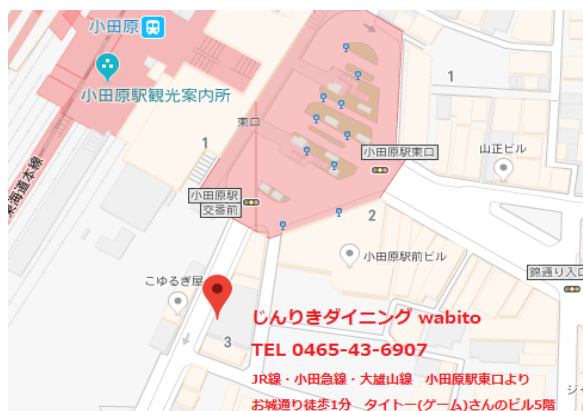 小田原
小田原駅観光案内所
1
東口
1
小田原駅東口
山正ビル
東海道本線
小田原駅
交番前
2
小田原駅前ビル
錦通り入口
こゆるぎ屋
3
じんりきダイニング wabito
TEL 0465-43-6907
JR線・小田急線・大雄山線 小田原駅東口より
お城通り徒歩1分 タイトー(ゲーム)さんのビル5階